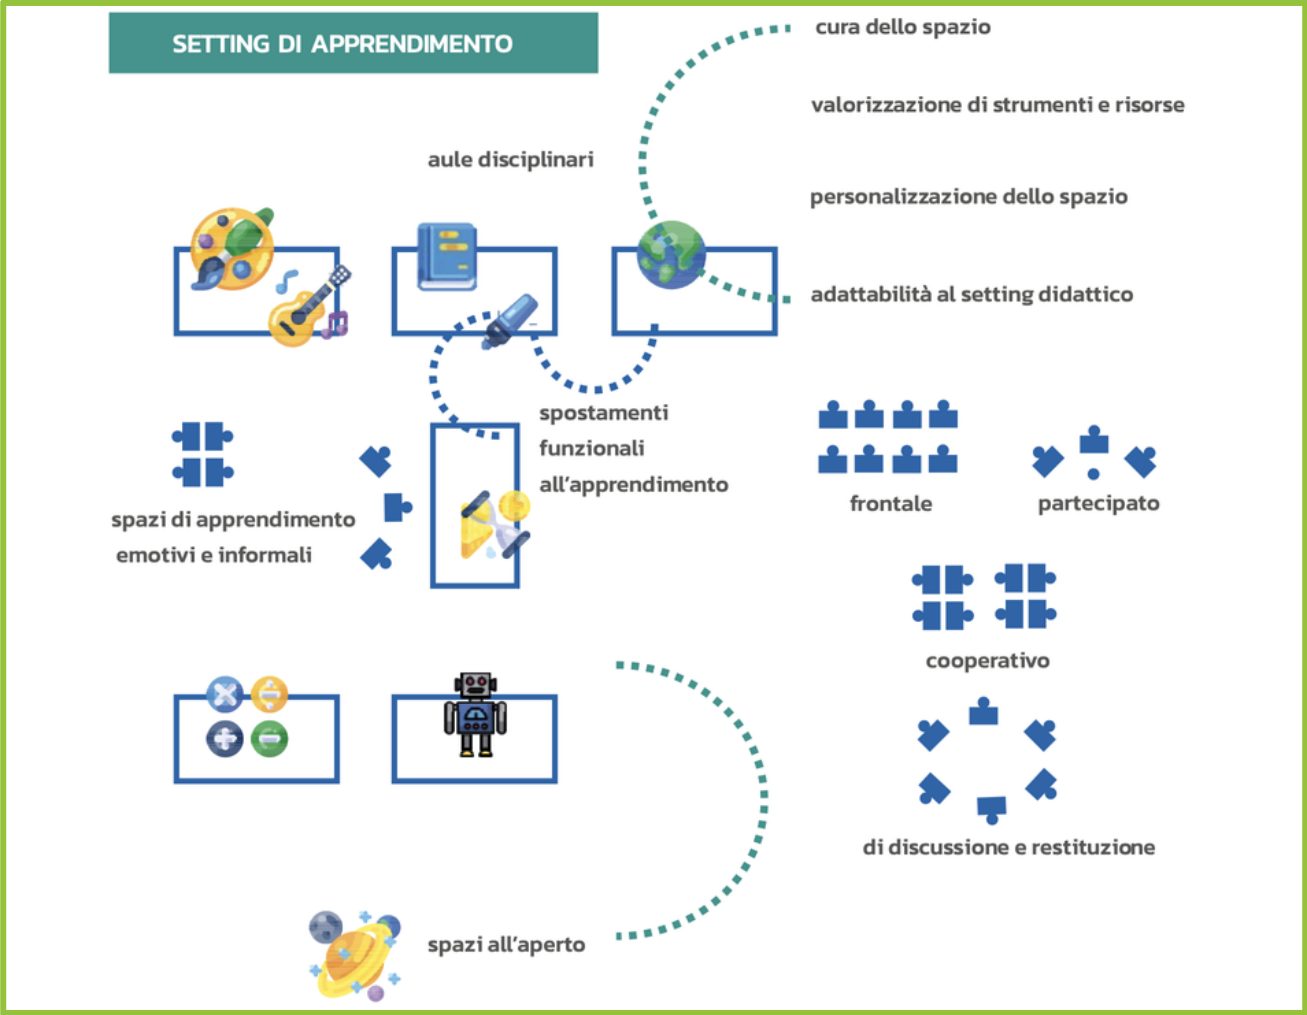 SETTING DI APPRENDIMENTO
cura dello spazio
valorizzazione di strumenti e risorse
aule disciplinari
personalizzazione dello spazio
adattabilità al setting didattico
spostamenti
funzionali
all'apprendimento
spazi di apprendimento
emotivi e informali
frontale
partecipato
cooperativo
di discussione e restituzione
spazi all'aperto